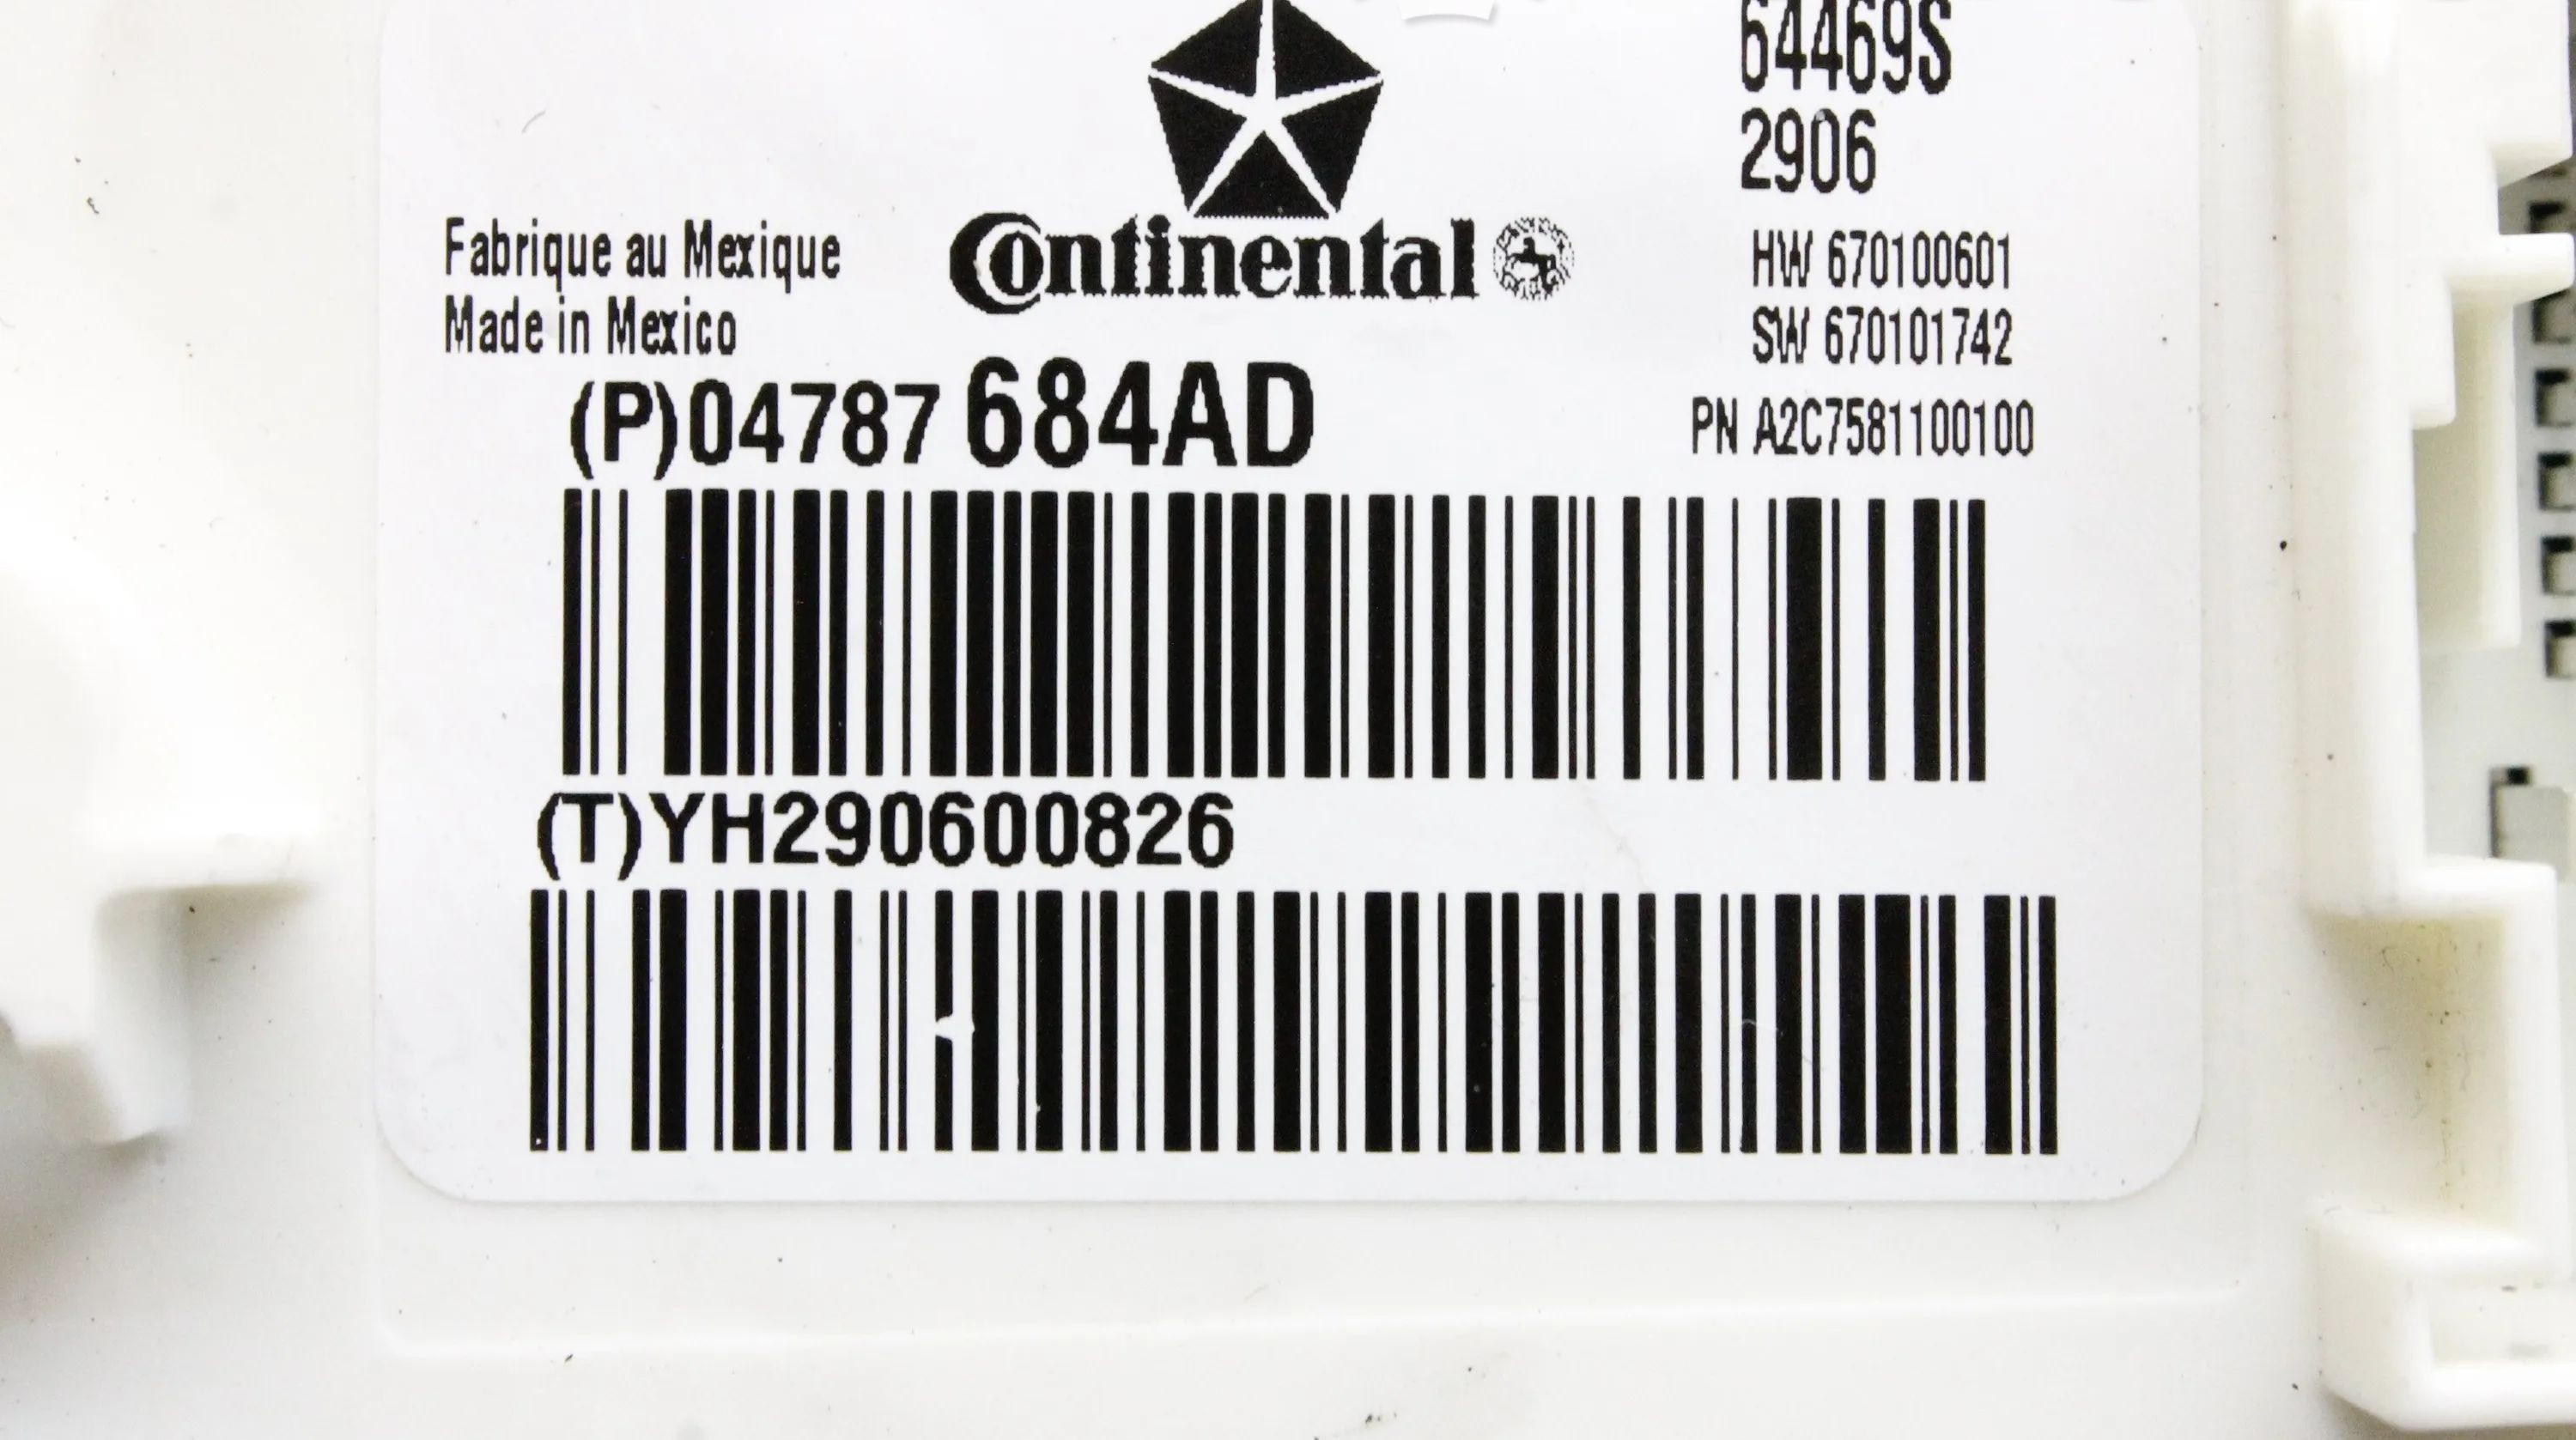 64469S
2906
Fabrique au Mexique
Made in Mexico
Continental
HW 670100601
SW 670101742
(P)04787 684AD
PN A2C7581100100
(T)YH290600826